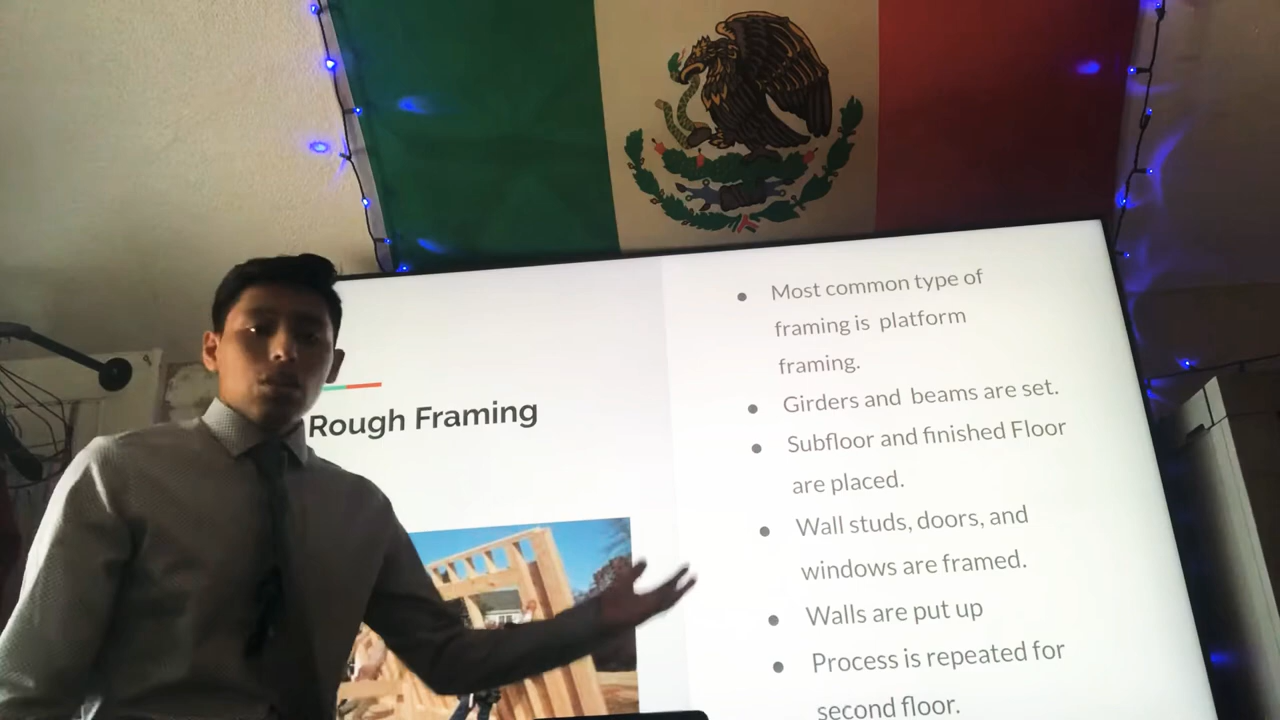 Rough Framing
● Most common type of
framing is platform
framing.
● Girders and beams are set.
● Subfloor and finished Floor
are placed.
● Wall studs, doors, and
windows are framed.
● Walls are put up
● Process is repeated for
second floor.